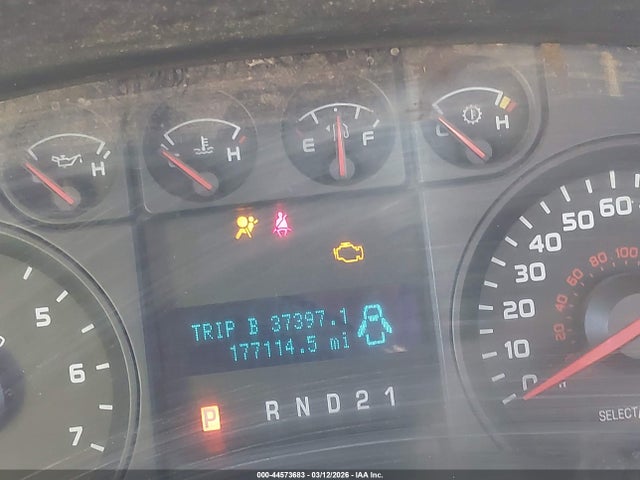 H
H
E F
C H
TRIP B 37397.1
177114.5 mi
P R N D 2 1
5
6
7
0
10
20
30
40
50
60
20
40
60
80
100
SELECT
000-44573683 - 03/12/2026 - IAA Inc.